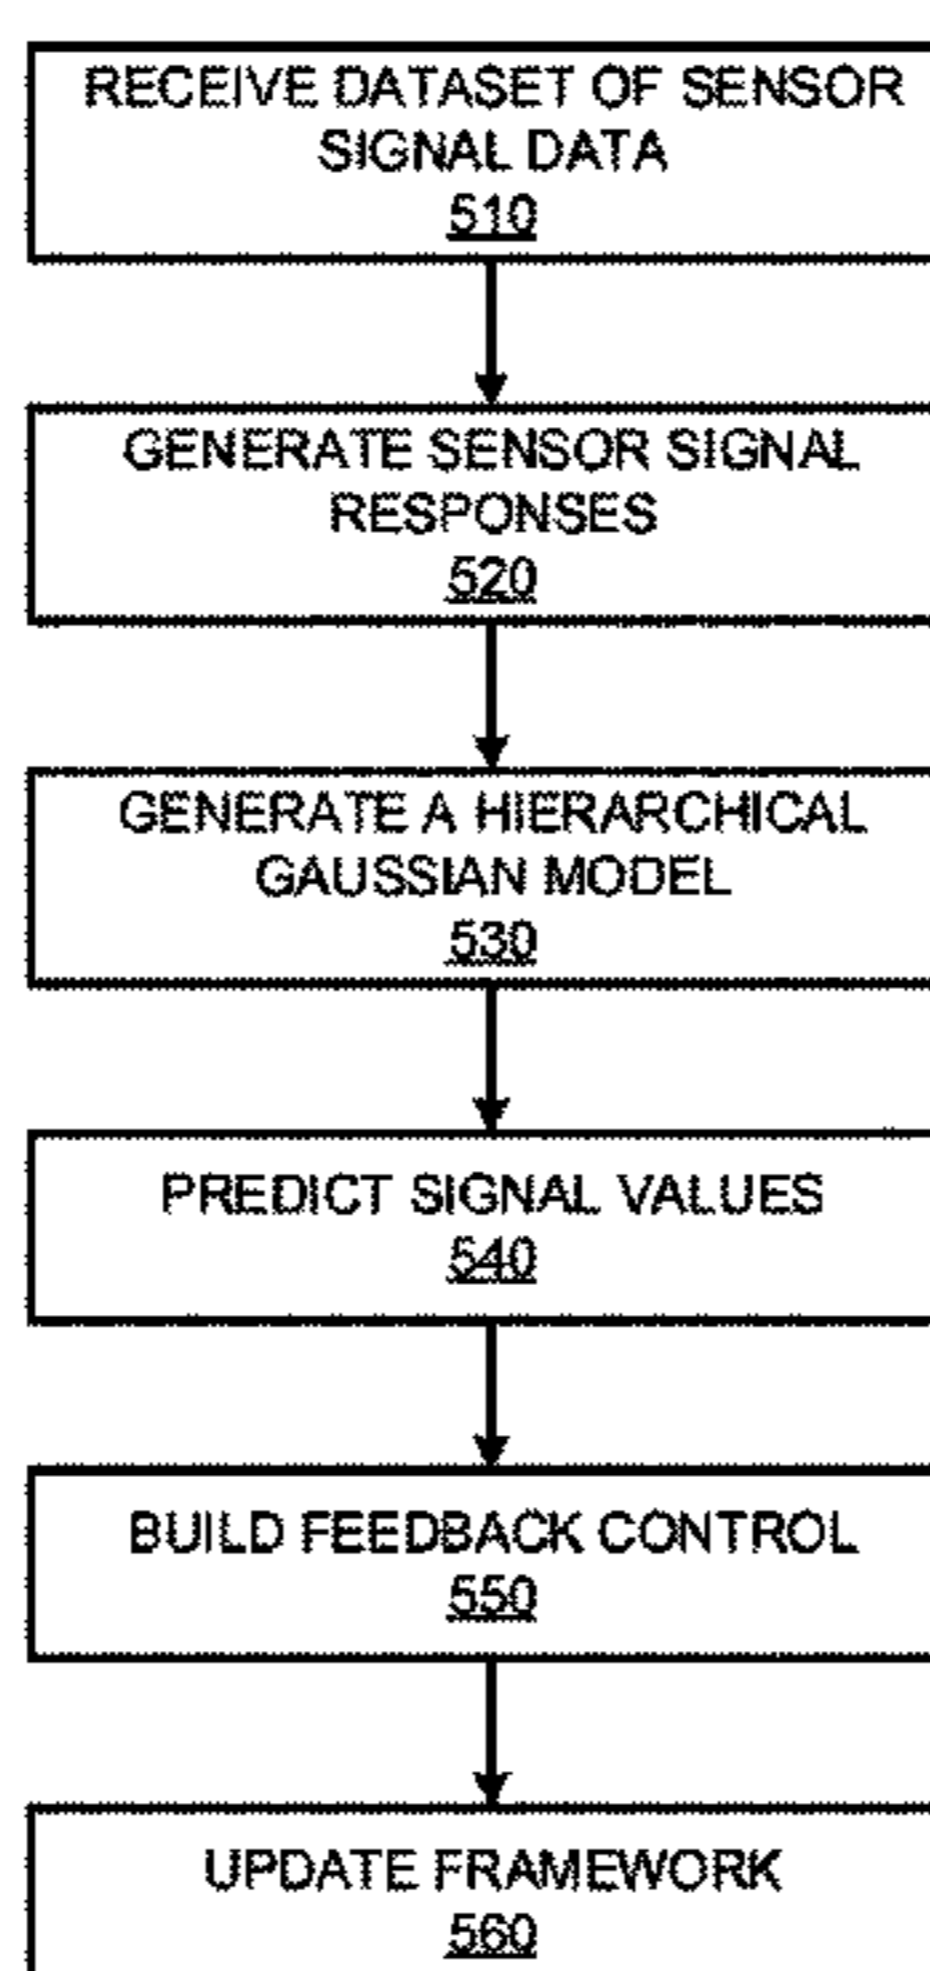 RECEIVE DATASET OF SENSOR
SIGNAL DATA
510
GENERATE SENSOR SIGNAL
RESPONSES
520
GENERATE A HIERARCHICAL
GAUSSIAN MODEL
530
PREDICT SIGNAL VALUES
540
BUILD FEEDBACK CONTROL
550
UPDATE FRAMEWORK
560